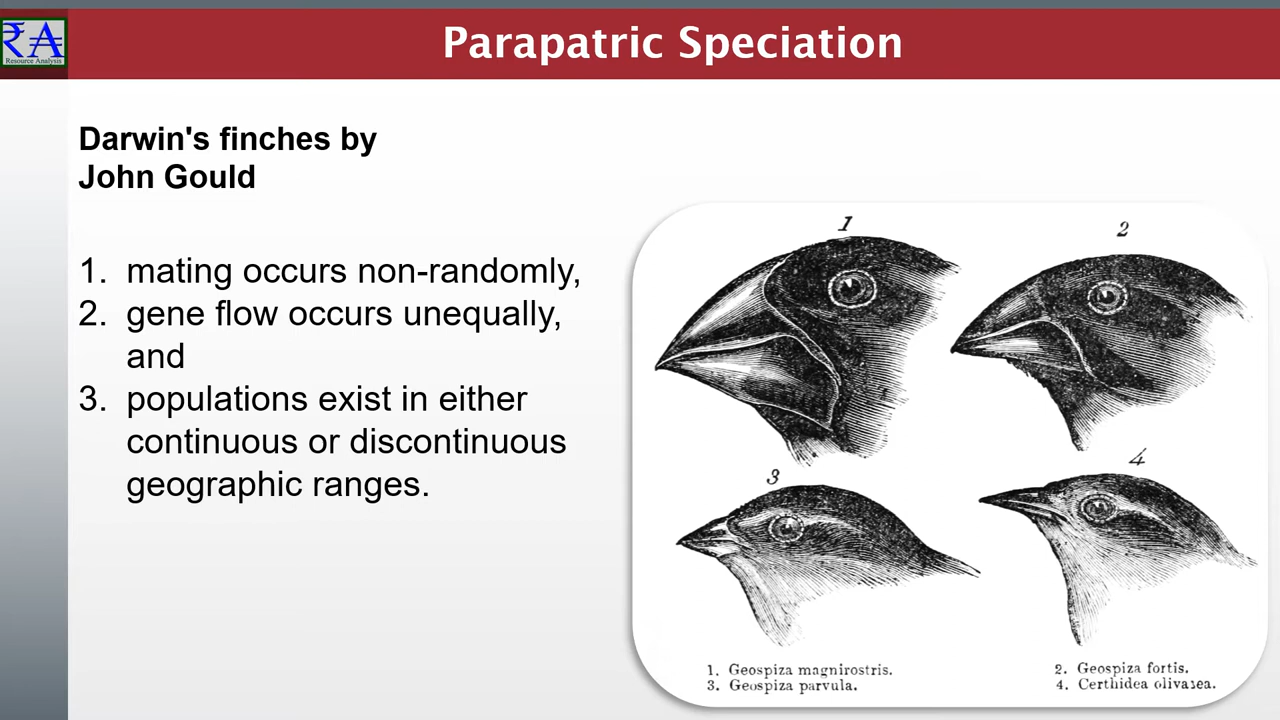 ₹A
Resource Analysis
Parapatric Speciation
Darwin's finches by
John Gould
1. mating occurs non-randomly,
2. gene flow occurs unequally,
and
3. populations exist in either
continuous or discontinuous
geographic ranges.
1
2
3
4
1. Geospiza magnirostris.
2. Geospiza fortis.
3. Geospiza parvula.
4. Certhidea olivasea.